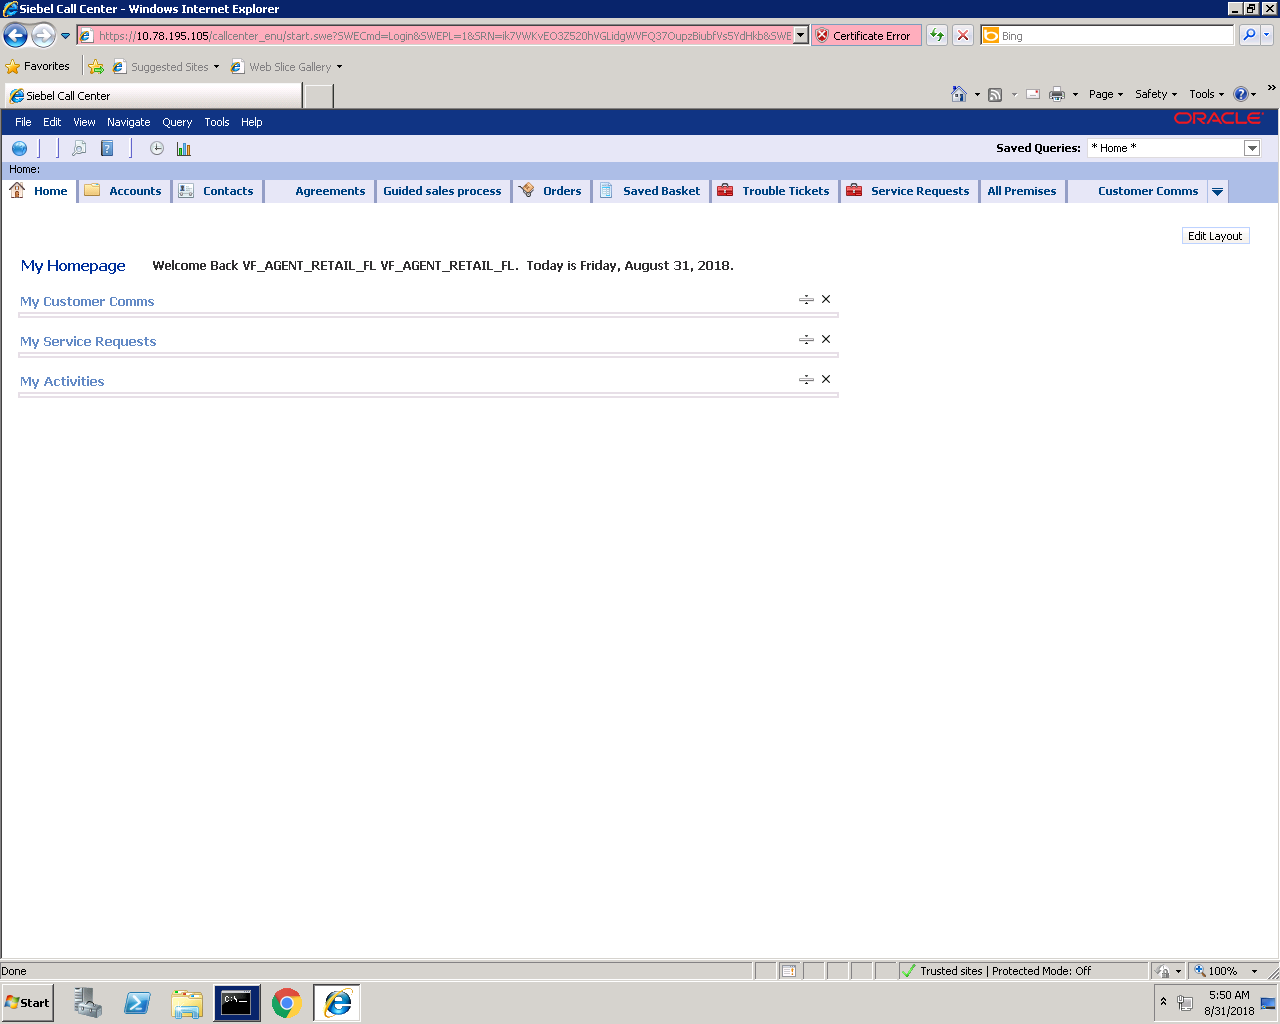 Siebel Call Center - Windows Internet Explorer
https://10.78.195.105/callcenter_enu/start.swe?SWECmd=Login&SWEPL=1&SRN=ik7VWKvEO3Z520hVGLidgWVFQ37OupzBiubfVs5YdHkb&SWE
Certificate Error
Bing
Favorites
Suggested Sites
Web Slice Gallery
Siebel Call Center
Page
Safety
Tools
File Edit View Navigate Query Tools Help
ORACLE
Saved Queries: * Home *
Home:
Home Accounts Contacts Agreements Guided sales process Orders Saved Basket Trouble Tickets Service Requests All Premises Customer Comms
Edit Layout
My Homepage Welcome Back VF_AGENT_RETAIL_FL VF_AGENT_RETAIL_FL. Today is Friday, August 31, 2018.
My Customer Comms
My Service Requests
My Activities
Done
Trusted sites | Protected Mode: Off
100%
Start
C:\_
5:50 AM
8/31/2018